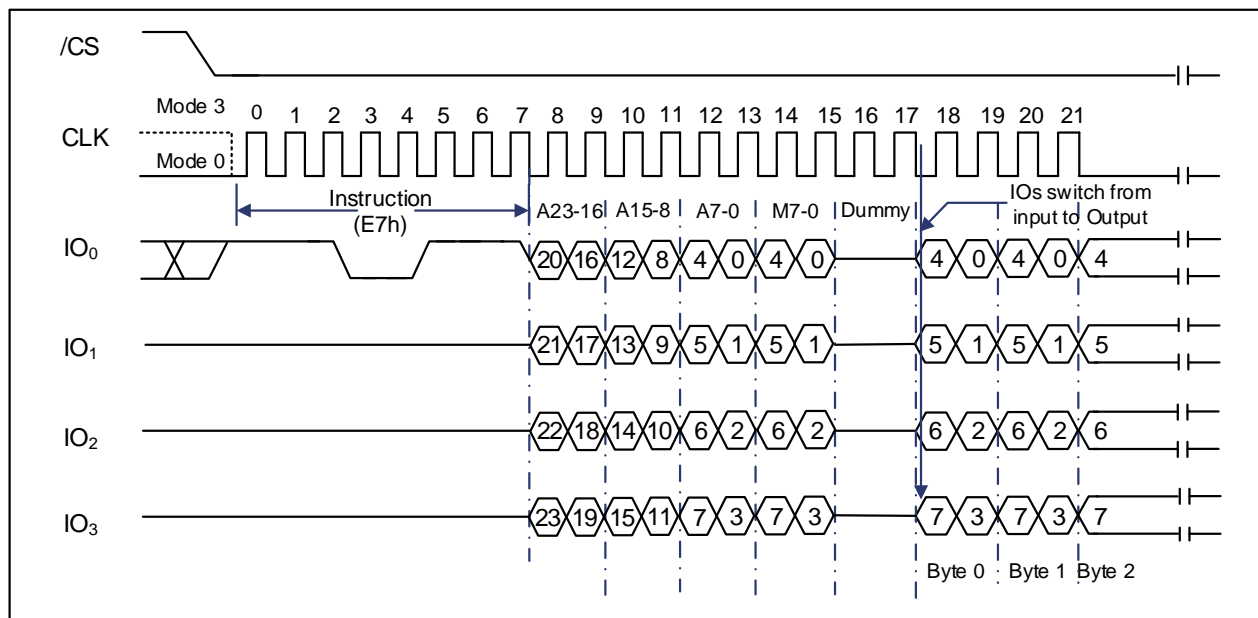 /CS
Mode 3 0 1 2 3 4 5 6 7 8 9 10 11 12 13 14 15 16 17 18 19 20 21
CLK
Mode 0
Instruction
(E7h)
A23-16 A15-8 A7-0 M7-0 Dummy
IOs switch from
input to Output
IO₀ 20 16 12 8 4 0 4 0 4 0 4 0 4
IO₁ 21 17 13 9 5 1 5 1 5 1 5 1 5
IO₂ 22 18 14 10 6 2 6 2 6 2 6 2 6
IO₃ 23 19 15 11 7 3 7 3 7 3 7 3 7
Byte 0 Byte 1 Byte 2